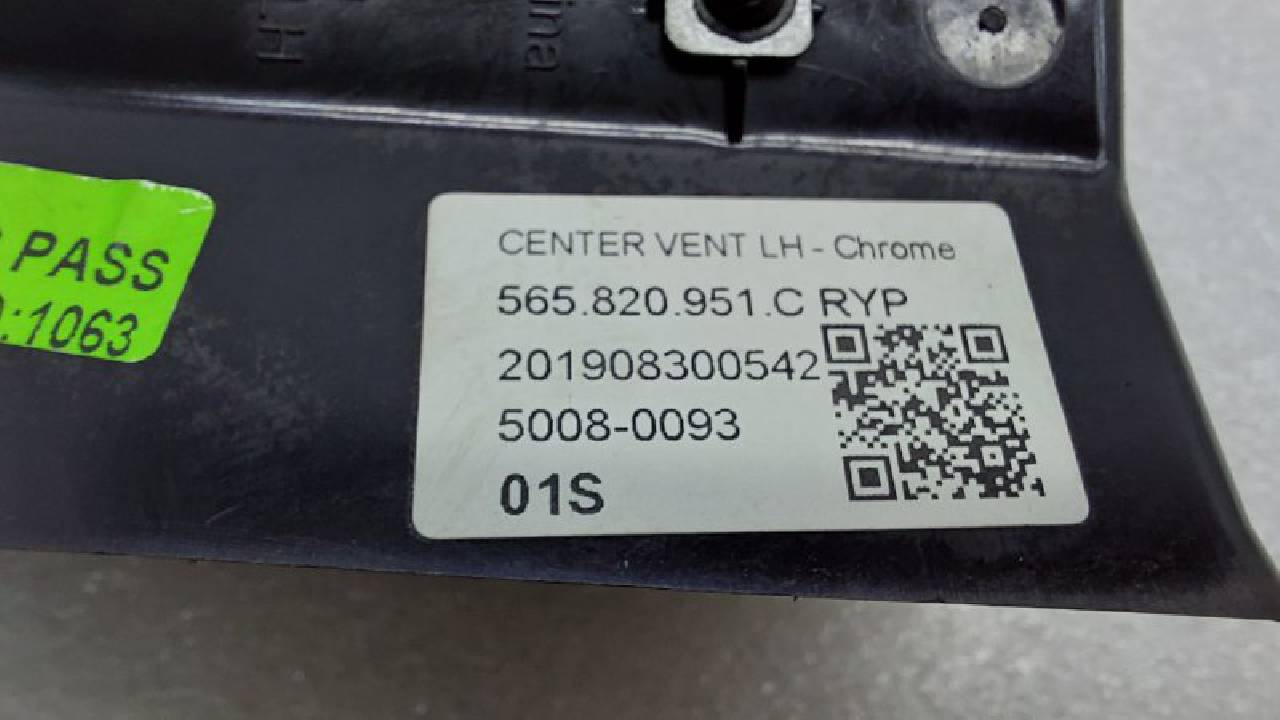 PASS
:1063
CENTER VENT LH - Chrome
565.820.951.C RYP
201908300542
5008-0093
01S